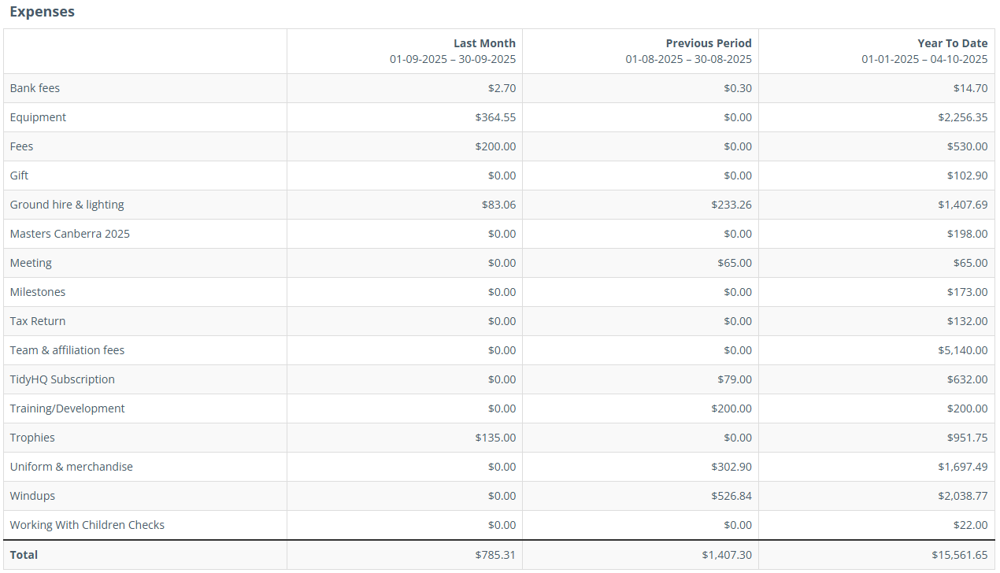 Expenses
Last Month Previous Period Year To Date
01-09-2025 – 30-09-2025 01-08-2025 – 30-08-2025 01-01-2025 – 04-10-2025
Bank fees $2.70 $0.30 $14.70
Equipment $364.55 $0.00 $2,256.35
Fees $200.00 $0.00 $530.00
Gift $0.00 $0.00 $102.90
Ground hire & lighting $83.06 $233.26 $1,407.69
Masters Canberra 2025 $0.00 $0.00 $198.00
Meeting $0.00 $65.00 $65.00
Milestones $0.00 $0.00 $173.00
Tax Return $0.00 $0.00 $132.00
Team & affiliation fees $0.00 $0.00 $5,140.00
TidyHQ Subscription $0.00 $79.00 $632.00
Training/Development $0.00 $200.00 $200.00
Trophies $135.00 $0.00 $951.75
Uniform & merchandise $0.00 $302.90 $1,697.49
Windups $0.00 $526.84 $2,038.77
Working With Children Checks $0.00 $0.00 $22.00
Total $785.31 $1,407.30 $15,561.65